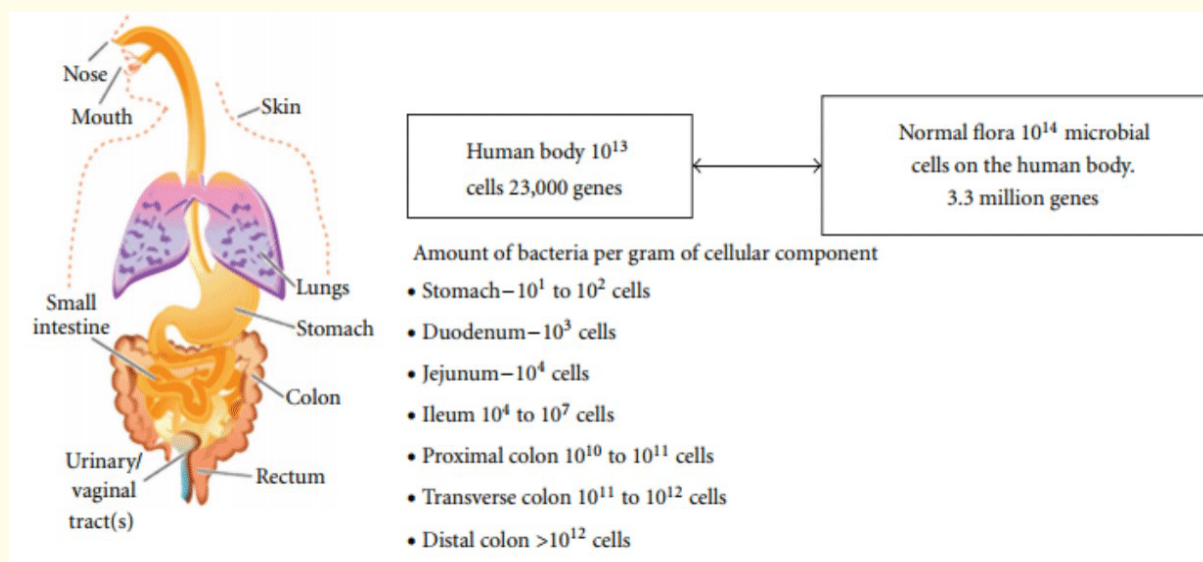 Nose
Mouth
Skin
Lungs
Small
intestine
Stomach
Colon
Urinary/
vaginal
tract(s)
Rectum
Human body 10¹³
cells 23,000 genes
Normal flora 10¹⁴ microbial
cells on the human body.
3.3 million genes
Amount of bacteria per gram of cellular component
• Stomach–10¹ to 10² cells
• Duodenum–10³ cells
• Jejunum–10⁴ cells
• Ileum 10⁴ to 10⁷ cells
• Proximal colon 10¹⁰ to 10¹¹ cells
• Transverse colon 10¹¹ to 10¹² cells
• Distal colon >10¹² cells